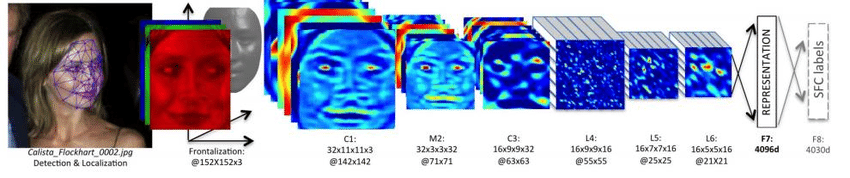 Calista_Flockhart_0002.jpg
Detection & Localization
Frontalization:
@152X152x3
C1:
32x11x11x3
@142x142
M2:
32x3x3x32
@71x71
C3:
16x9x9x32
@63x63
L4:
16x9x9x16
@55x55
L5:
16x7x7x16
@25x25
L6:
16x5x5x16
@21X21
REPRESENTATION
F7:
4096d
SFC labels
F8:
4030d